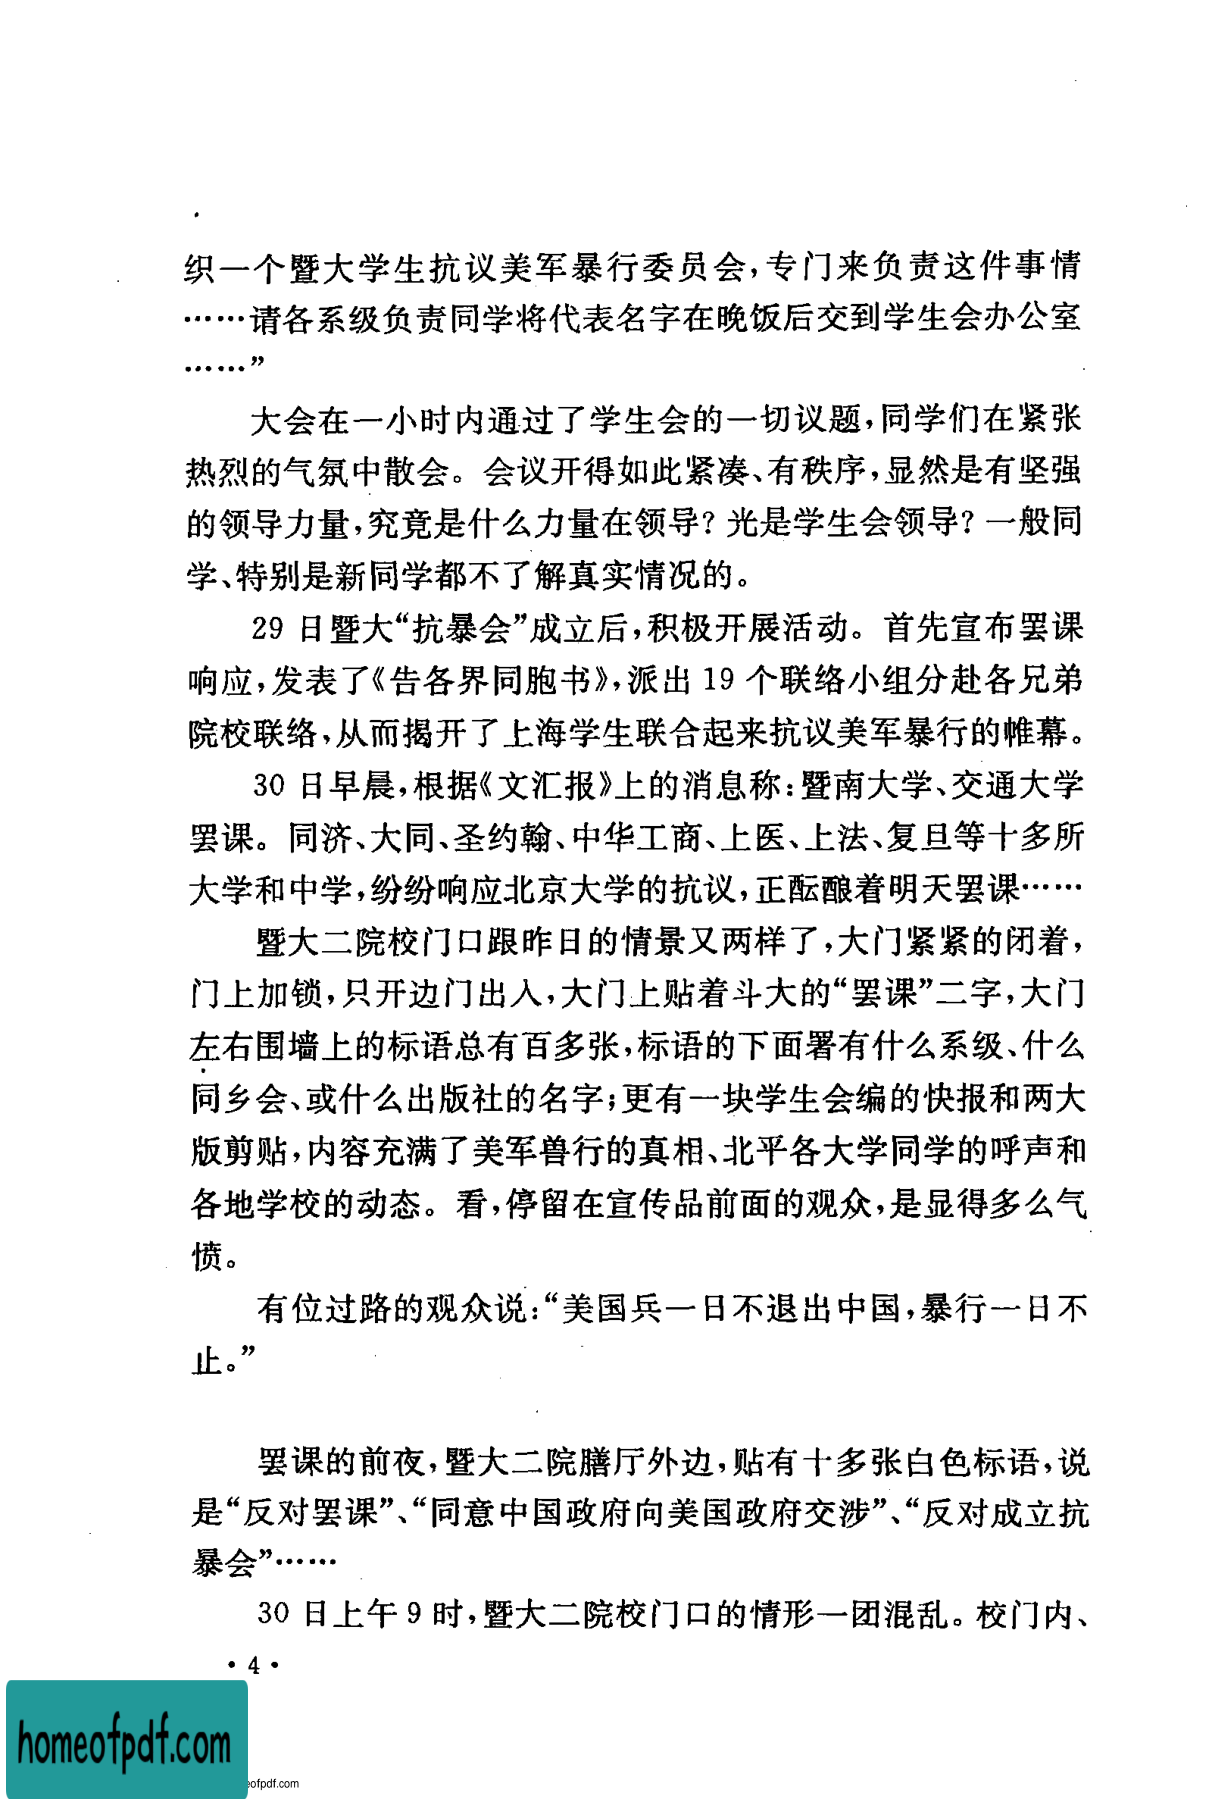 织一个暨大学生抗议美军暴行委员会,专门来负责这件事情
……请各系级负责同学将代表名字在晚饭后交到学生会办公室
……”
大会在一小时内通过了学生会的一切议题,同学们在紧张
热烈的气氛中散会。会议开得如此紧凑、有秩序,显然是有坚强
的领导力量,究竟是什么力量在领导?光是学生会领导?一般同
学、特别是新同学都不了解真实情况的。
29 日暨大“抗暴会”成立后,积极开展活动。首先宣布罢课
响应,发表了《告各界同胞书》,派出 19 个联络小组分赴各兄弟
院校联络,从而揭开了上海学生联合起来抗议美军暴行的帷幕。
30 日早晨,根据《文汇报》上的消息称:暨南大学、交通大学
罢课。同济、大同、圣约翰、中华工商、上医、上法、复旦等十多所
大学和中学,纷纷响应北京大学的抗议,正酝酿着明天罢课……
暨大二院校门口跟昨日的情景又两样了,大门紧紧的闭着,
门上加锁,只开边门出入,大门上贴着斗大的“罢课”二字,大门
左右围墙上的标语总有百多张,标语的下面署有什么系级、什么
同乡会、或什么出版社的名字;更有一块学生会编的快报和两大
版剪贴,内容充满了美军兽行的真相、北平各大学同学的呼声和
各地学校的动态。看,停留在宣传品前面的观众,是显得多么气
愤。
有位过路的观众说:“美国兵一日不退出中国,暴行一日不
止。”
罢课的前夜,暨大二院膳厅外边,贴有十多张白色标语,说
是“反对罢课”、“同意中国政府向美国政府交涉”、“反对成立抗
暴会”……
30 日上午 9 时,暨大二院校门口的情形一团混乱。校门内、
· 4 ·
homeofpdf.com
eofpdf.com